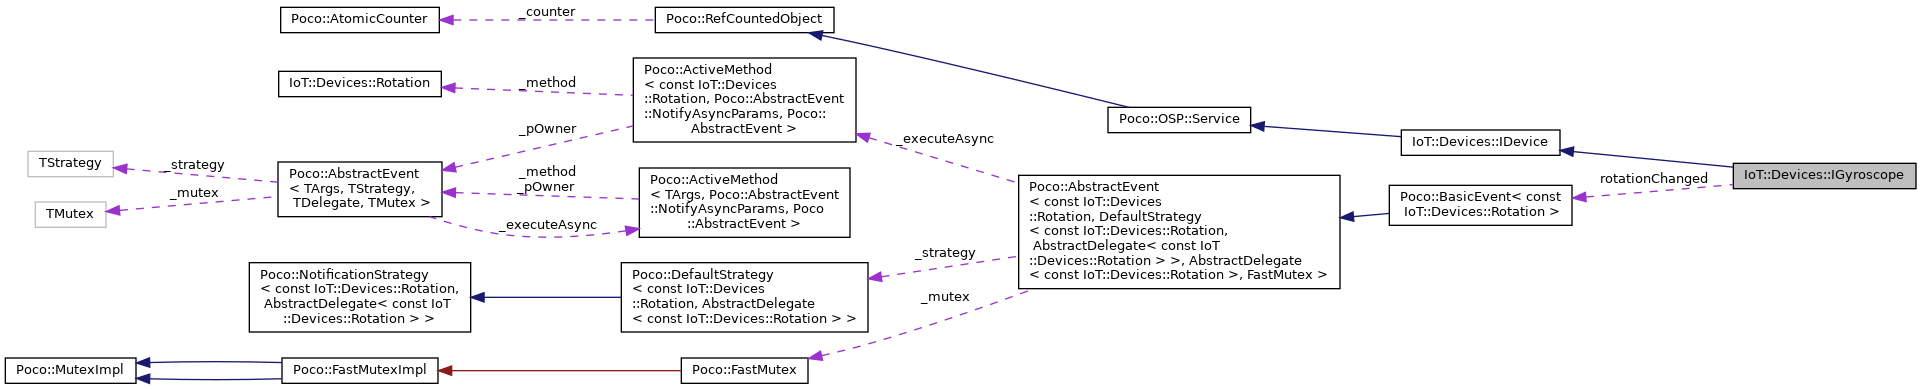 Poco::AtomicCounter
_counter
Poco::RefCountedObject
IoT::Devices::Rotation
_method
Poco::ActiveMethod
< const IoT::Devices
::Rotation, Poco::AbstractEvent
::NotifyAsyncParams, Poco::
AbstractEvent >
_pOwner
TStrategy
_strategy
TMutex
_mutex
Poco::AbstractEvent
< TArgs, TStrategy,
TDelegate, TMutex >
_method
_pOwner
_executeAsync
Poco::ActiveMethod
< TArgs, Poco::AbstractEvent
::NotifyAsyncParams, Poco
::AbstractEvent >
_executeAsync
Poco::NotificationStrategy
< const IoT::Devices::Rotation,
AbstractDelegate< const IoT
::Devices::Rotation > >
Poco::DefaultStrategy
< const IoT::Devices
::Rotation, AbstractDelegate
< const IoT::Devices::Rotation > >
_strategy
_mutex
Poco::MutexImpl
Poco::FastMutexImpl
Poco::FastMutex
Poco::AbstractEvent
< const IoT::Devices
::Rotation, DefaultStrategy
< const IoT::Devices::Rotation,
AbstractDelegate< const IoT
::Devices::Rotation > >, AbstractDelegate
< const IoT::Devices::Rotation >, FastMutex >
Poco::OSP::Service
IoT::Devices::IDevice
Poco::BasicEvent< const
IoT::Devices::Rotation >
rotationChanged
IoT::Devices::IGyroscope